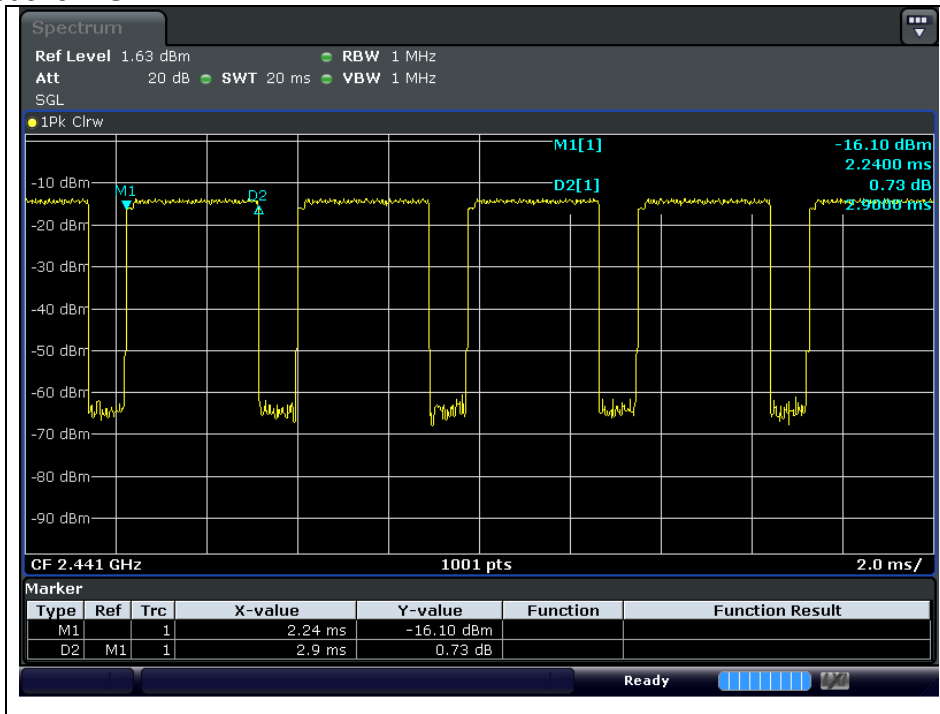 Spectrum
Ref Level 1.63 dBm RBW 1 MHz
Att 20 dB SWT 20 ms VBW 1 MHz
SGL
1Pk Clrw
M1[1] -16.10 dBm
2.2400 ms
-10 dBm M1 D2 D2[1] 0.73 dB
2.9000 ms
-20 dBm
-30 dBm
-40 dBm
-50 dBm
-60 dBm
-70 dBm
-80 dBm
-90 dBm
CF 2.441 GHz 1001 pts 2.0 ms/
Marker
Type Ref Trc X-value Y-value Function Function Result
M1 1 2.24 ms -16.10 dBm
D2 M1 1 2.9 ms 0.73 dB
Ready